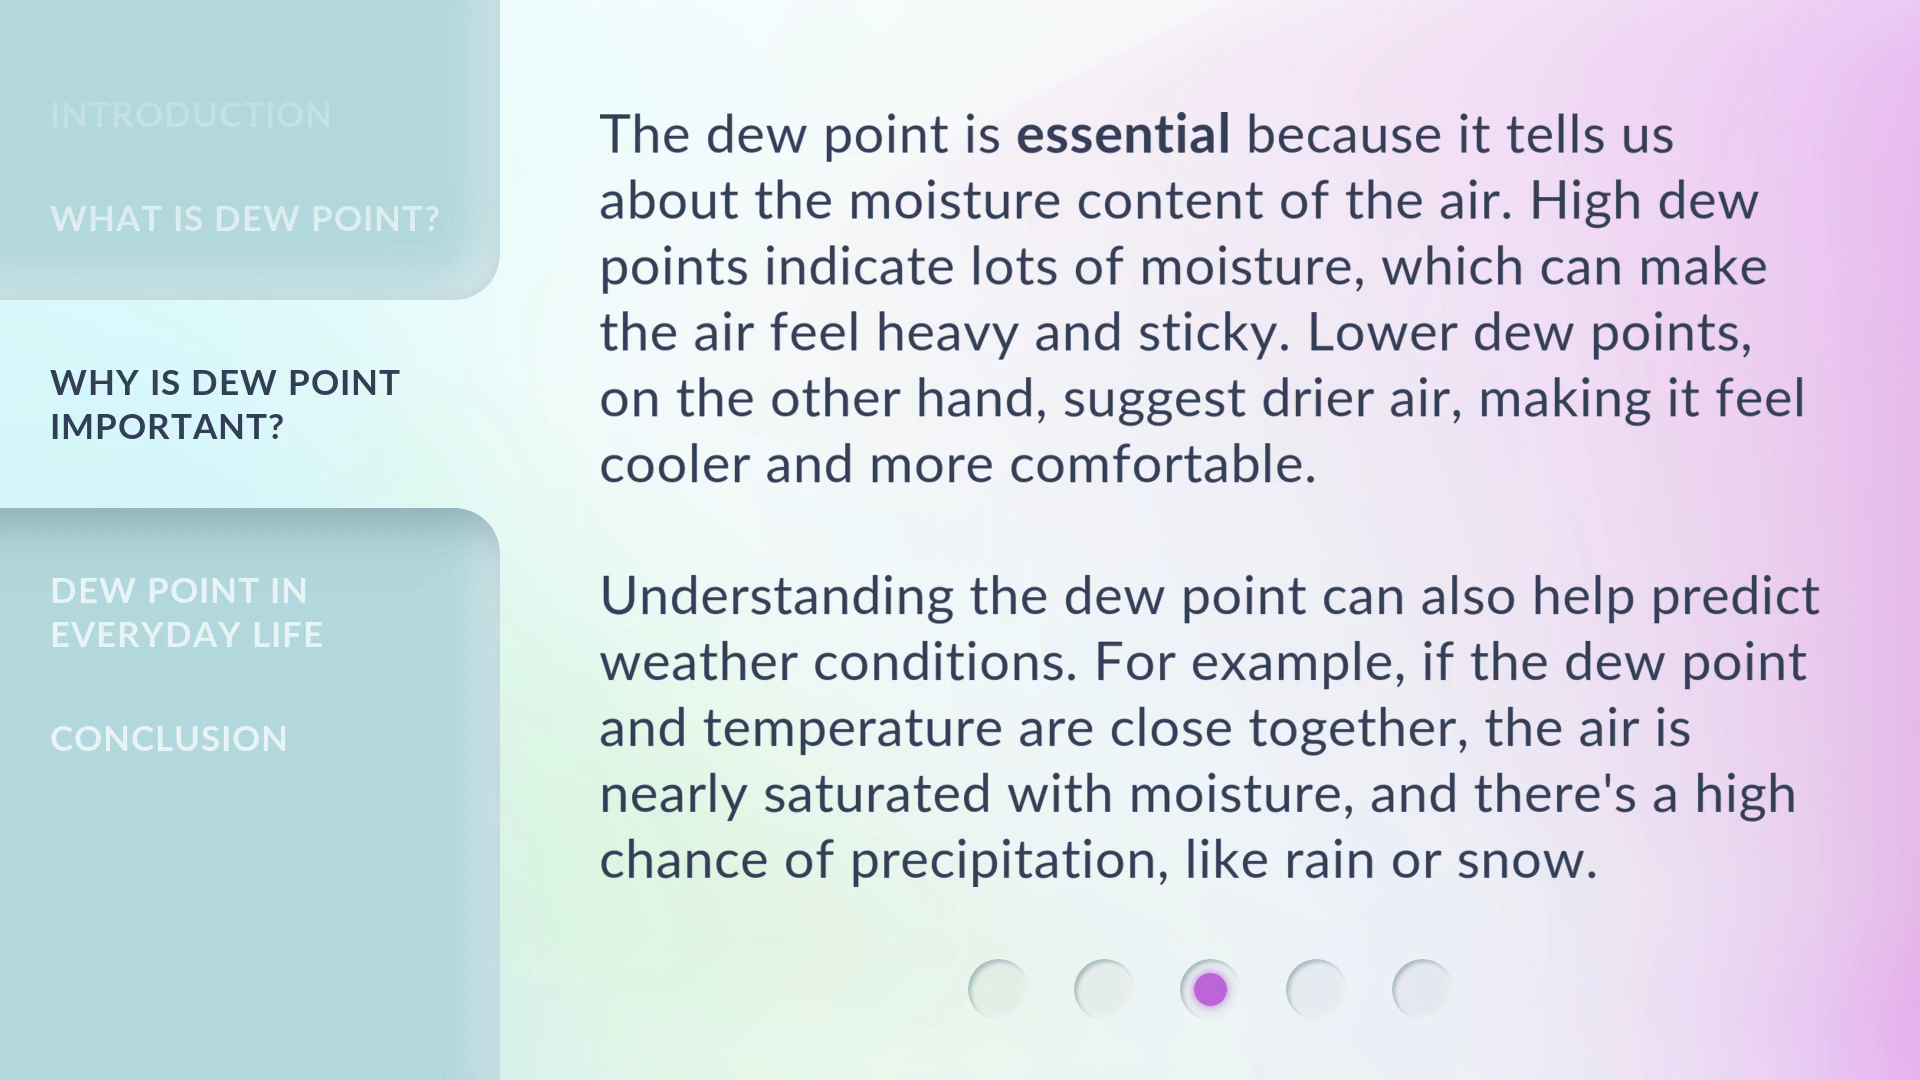 INTRODUCTION
WHAT IS DEW POINT?
WHY IS DEW POINT
IMPORTANT?
DEW POINT IN
EVERYDAY LIFE
CONCLUSION
The dew point is essential because it tells us
about the moisture content of the air. High dew
points indicate lots of moisture, which can make
the air feel heavy and sticky. Lower dew points,
on the other hand, suggest drier air, making it feel
cooler and more comfortable.
Understanding the dew point can also help predict
weather conditions. For example, if the dew point
and temperature are close together, the air is
nearly saturated with moisture, and there's a high
chance of precipitation, like rain or snow.